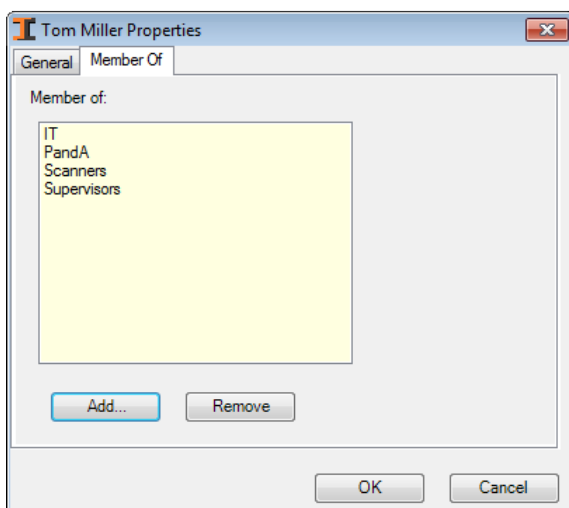 Tom Miller Properties
General Member Of
Member of:
IT
PandA
Scanners
Supervisors
Add... Remove
OK Cancel